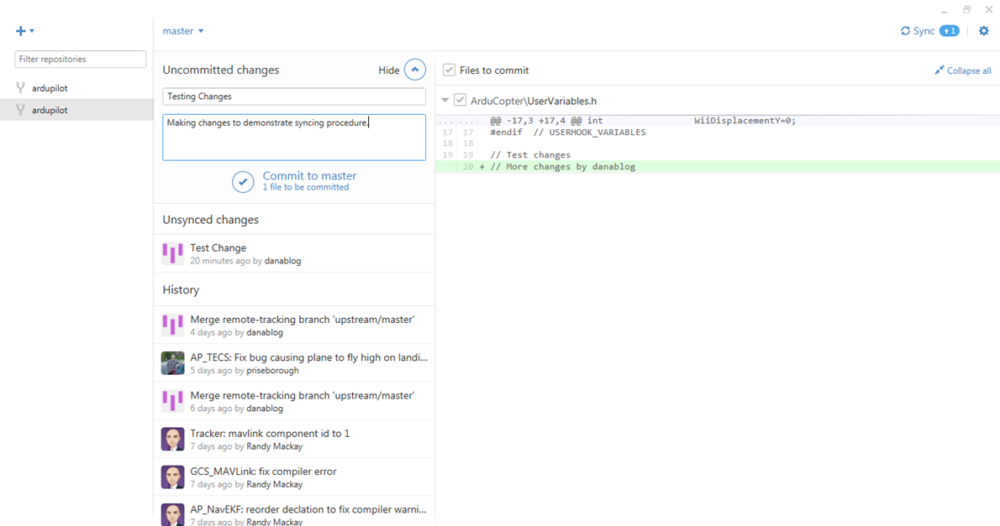 master
Sync
1
Filter repositories
ardupilot
ardupilot
Uncommitted changes
Hide
Testing Changes
Making changes to demonstrate syncing procedure.
Commit to master
1 file to be committed
Unsynced changes
Test Change
20 minutes ago by danablog
History
Merge remote-tracking branch 'upstream/master'
4 days ago by danablog
AP_TECS: Fix bug causing plane to fly high on landi...
5 days ago by priseborough
Merge remote-tracking branch 'upstream/master'
6 days ago by danablog
Tracker: mavlink component id to 1
7 days ago by Randy Mackay
GCS_MAVLink: fix compiler error
7 days ago by Randy Mackay
AP_NavEKF: reorder declation to fix compiler warni...
7 days ago by Randy Mackay
Files to commit
Collapse all
ArduCopter\UserVariables.h
... ... @@ -17,3 +17,4 @@ int WiiDisplacementY=0;
17 17 #endif // USERHOOK_VARIABLES
18 18
19 19 // Test changes
20 + // More changes by danablog